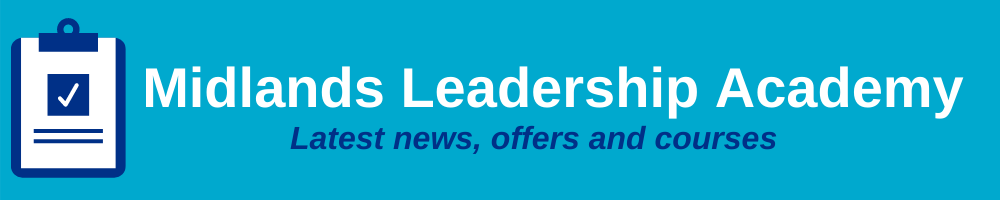 Midlands Leadership Academy
Latest news, offers and courses